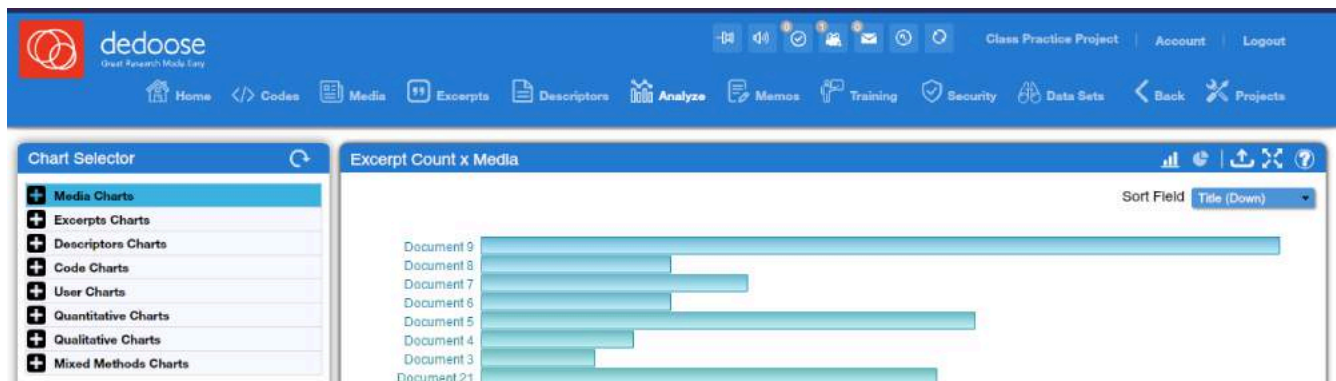 dedoose
Great Research Made Easy
0 1 0
Class Practice Project | Account | Logout
Home </> Codes Media Excerpts Descriptors Analyze Memos Training Security Data Sets Back Projects
Chart Selector
Media Charts
Excerpts Charts
Descriptors Charts
Code Charts
User Charts
Quantitative Charts
Qualitative Charts
Mixed Methods Charts
Excerpt Count x Media
Sort Field Title (Down)
Document 9
Document 8
Document 7
Document 6
Document 5
Document 4
Document 3
Document 21